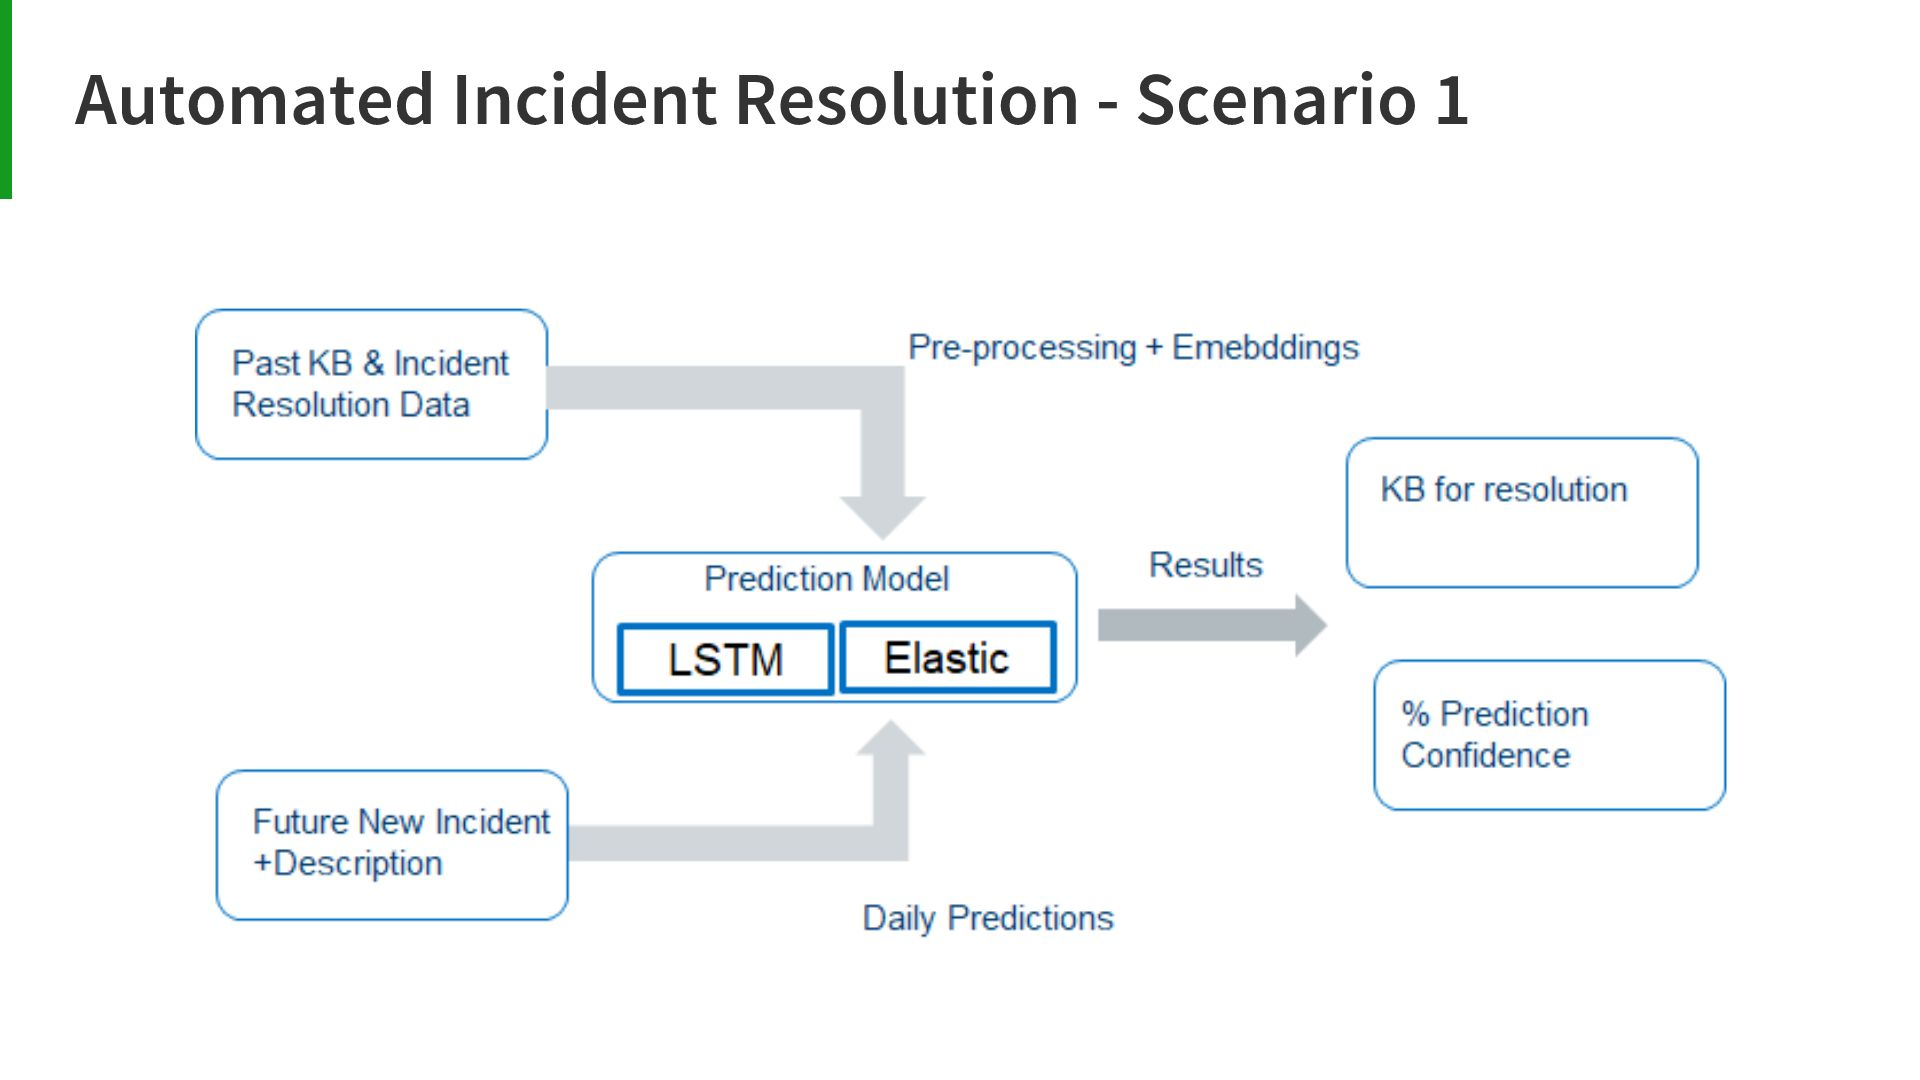 Automated Incident Resolution - Scenario 1
Past KB & Incident
Resolution Data
Pre-processing + Emebddings
KB for resolution
Results
Prediction Model
LSTM
Elastic
% Prediction
Confidence
Future New Incident
+Description
Daily Predictions